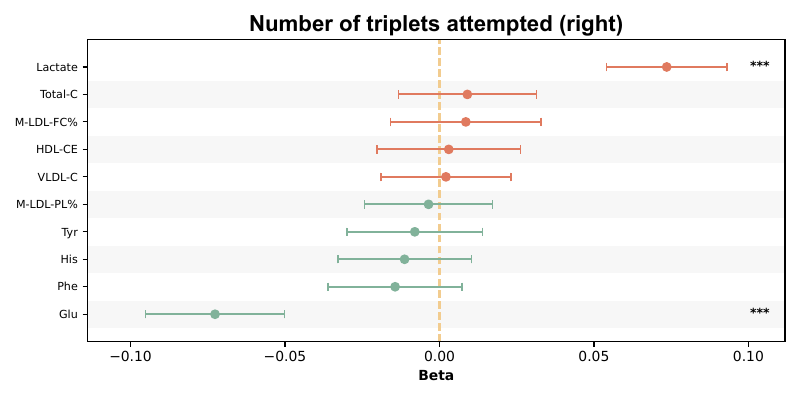 Number of triplets attempted (right)
Lactate ***
Total-C
M-LDL-FC%
HDL-CE
VLDL-C
M-LDL-PL%
Tyr
His
Phe
Glu ***
−0.10 −0.05 0.00 0.05 0.10
Beta